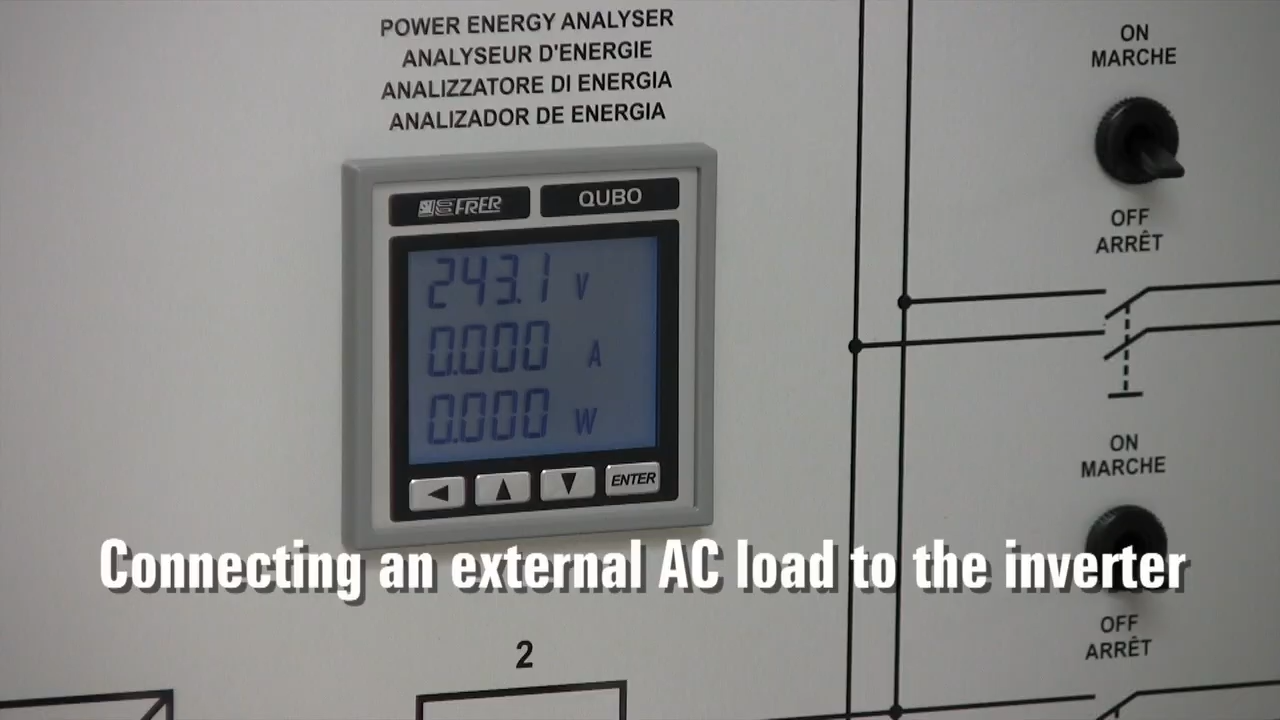 POWER ENERGY ANALYSER
ANALYSEUR D'ENERGIE
ANALIZZATORE DI ENERGIA
ANALIZADOR DE ENERGIA
FRER QUBO
243.1 V
0.000 A
0.000 W
ENTER
ON
MARCHE
OFF
ARRÊT
ON
MARCHE
OFF
ARRÊT
Connecting an external AC load to the inverter
2